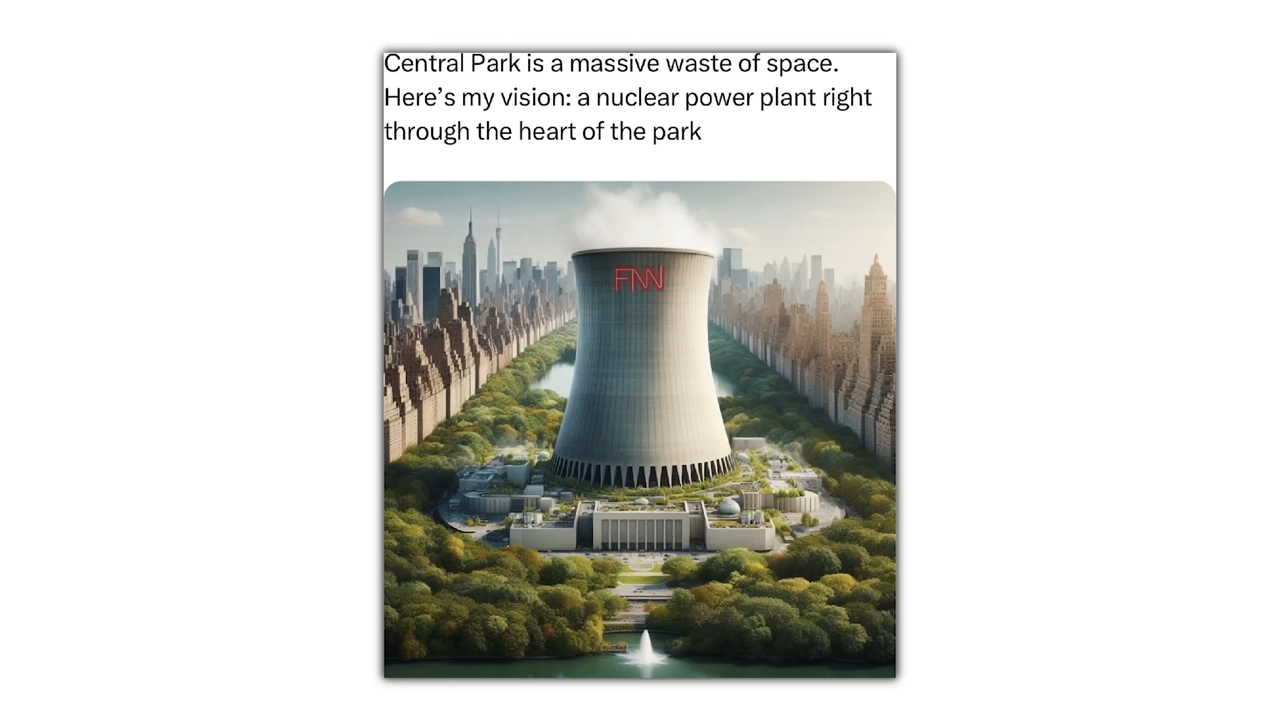 Central Park is a massive waste of space.
Here’s my vision: a nuclear power plant right
through the heart of the park
FNN